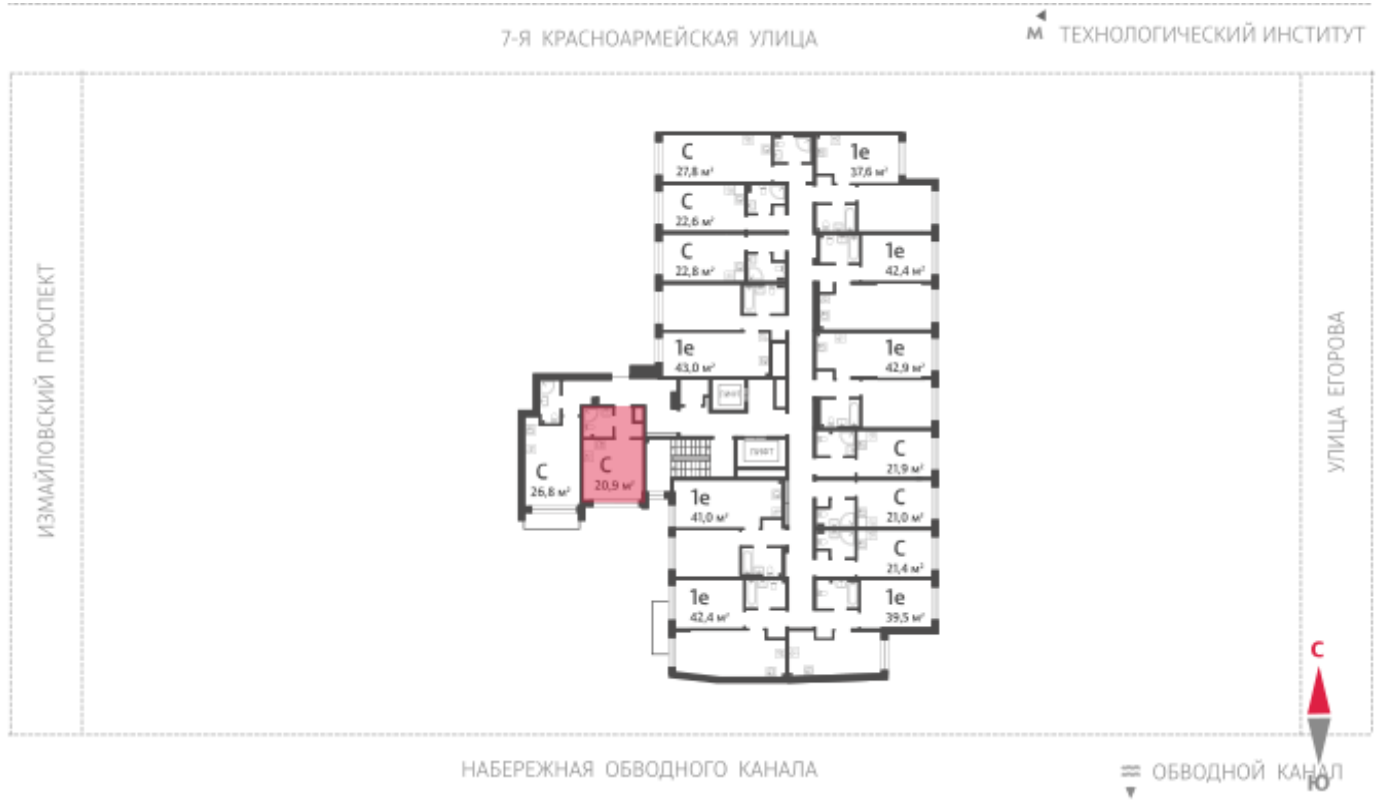 7-Я КРАСНОАРМЕЙСКАЯ УЛИЦА
М ТЕХНОЛОГИЧЕСКИЙ ИНСТИТУТ
ИЗМАЙЛОВСКИЙ ПРОСПЕКТ
С
27,8 м²
1е
37,6 м²
С
22,6 м²
С
22,8 м²
1е
42,4 м²
1е
43,0 м²
1е
42,9 м²
ЛИФТ
ЛИФТ
С
26,8 м²
С
20,9 м²
С
21,9 м²
1е
41,0 м²
С
21,0 м²
С
21,4 м²
1е
42,4 м²
1е
39,5 м²
УЛИЦА ЕГОРОВА
С
Ю
НАБЕРЕЖНАЯ ОБВОДНОГО КАНАЛА
ОБВОДНОЙ КАНАЛ